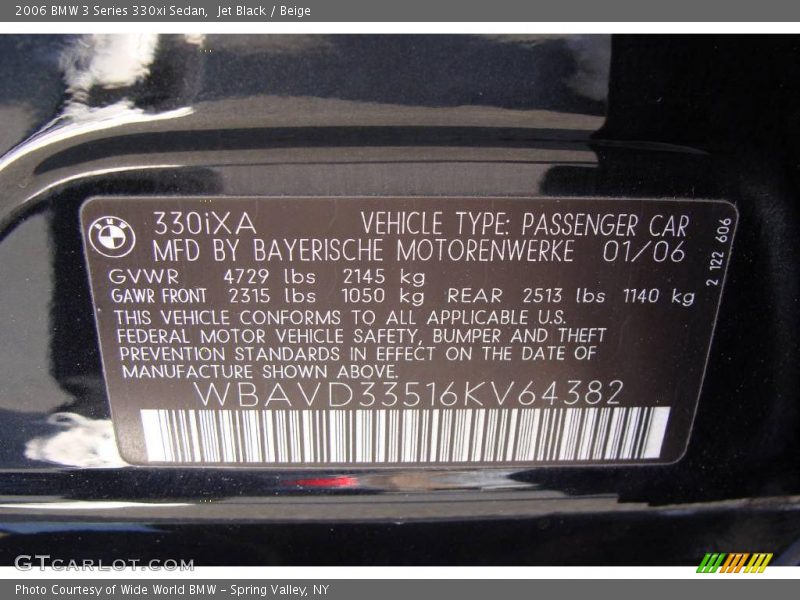 2006 BMW 3 Series 330xi Sedan, Jet Black / Beige
BMW
330iXA VEHICLE TYPE: PASSENGER CAR
MFD BY BAYERISCHE MOTORENWERKE 01/06
GVWR 4729 lbs 2145 kg
GAWR FRONT 2315 lbs 1050 kg REAR 2513 lbs 1140 kg
THIS VEHICLE CONFORMS TO ALL APPLICABLE U.S.
FEDERAL MOTOR VEHICLE SAFETY, BUMPER AND THEFT
PREVENTION STANDARDS IN EFFECT ON THE DATE OF
MANUFACTURE SHOWN ABOVE.
WBAVD33516KV64382
2 122 606
GTCARLOT.COM
Photo Courtesy of Wide World BMW - Spring Valley, NY